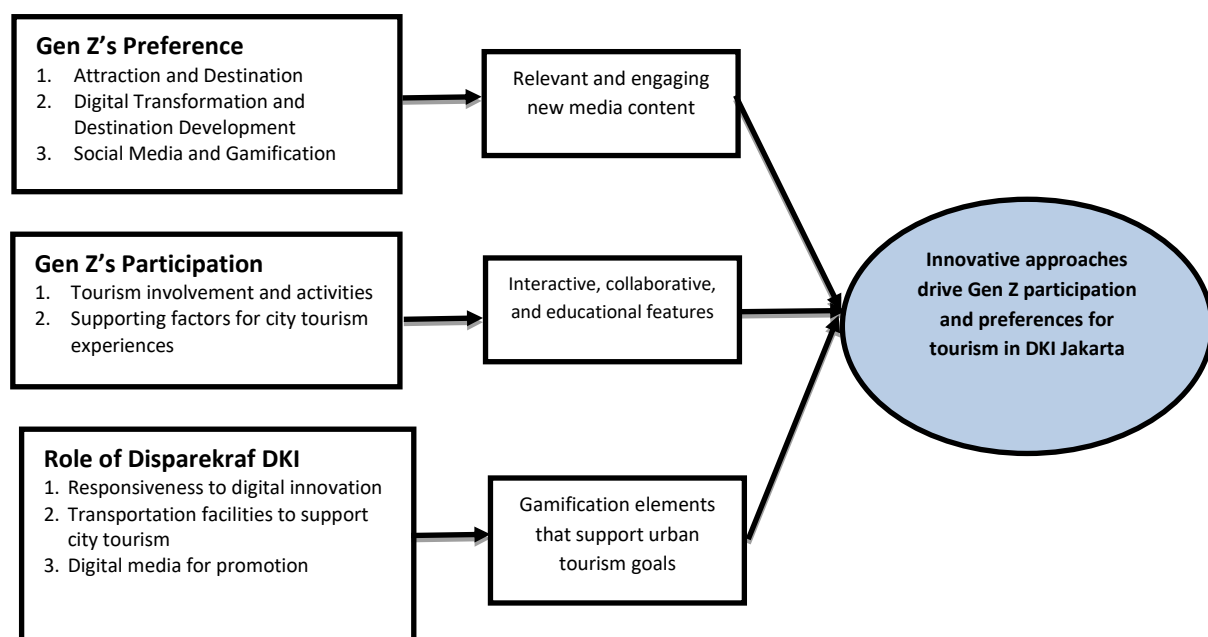 Gen Z’s Preference
1. Attraction and Destination
2. Digital Transformation and
Destination Development
3. Social Media and Gamification
Relevant and engaging
new media content
Gen Z’s Participation
1. Tourism involvement and activities
2. Supporting factors for city tourism
experiences
Interactive, collaborative,
and educational features
Innovative approaches
drive Gen Z participation
and preferences for
tourism in DKI Jakarta
Role of Disparekraf DKI
1. Responsiveness to digital innovation
2. Transportation facilities to support
city tourism
3. Digital media for promotion
Gamification elements
that support urban
tourism goals